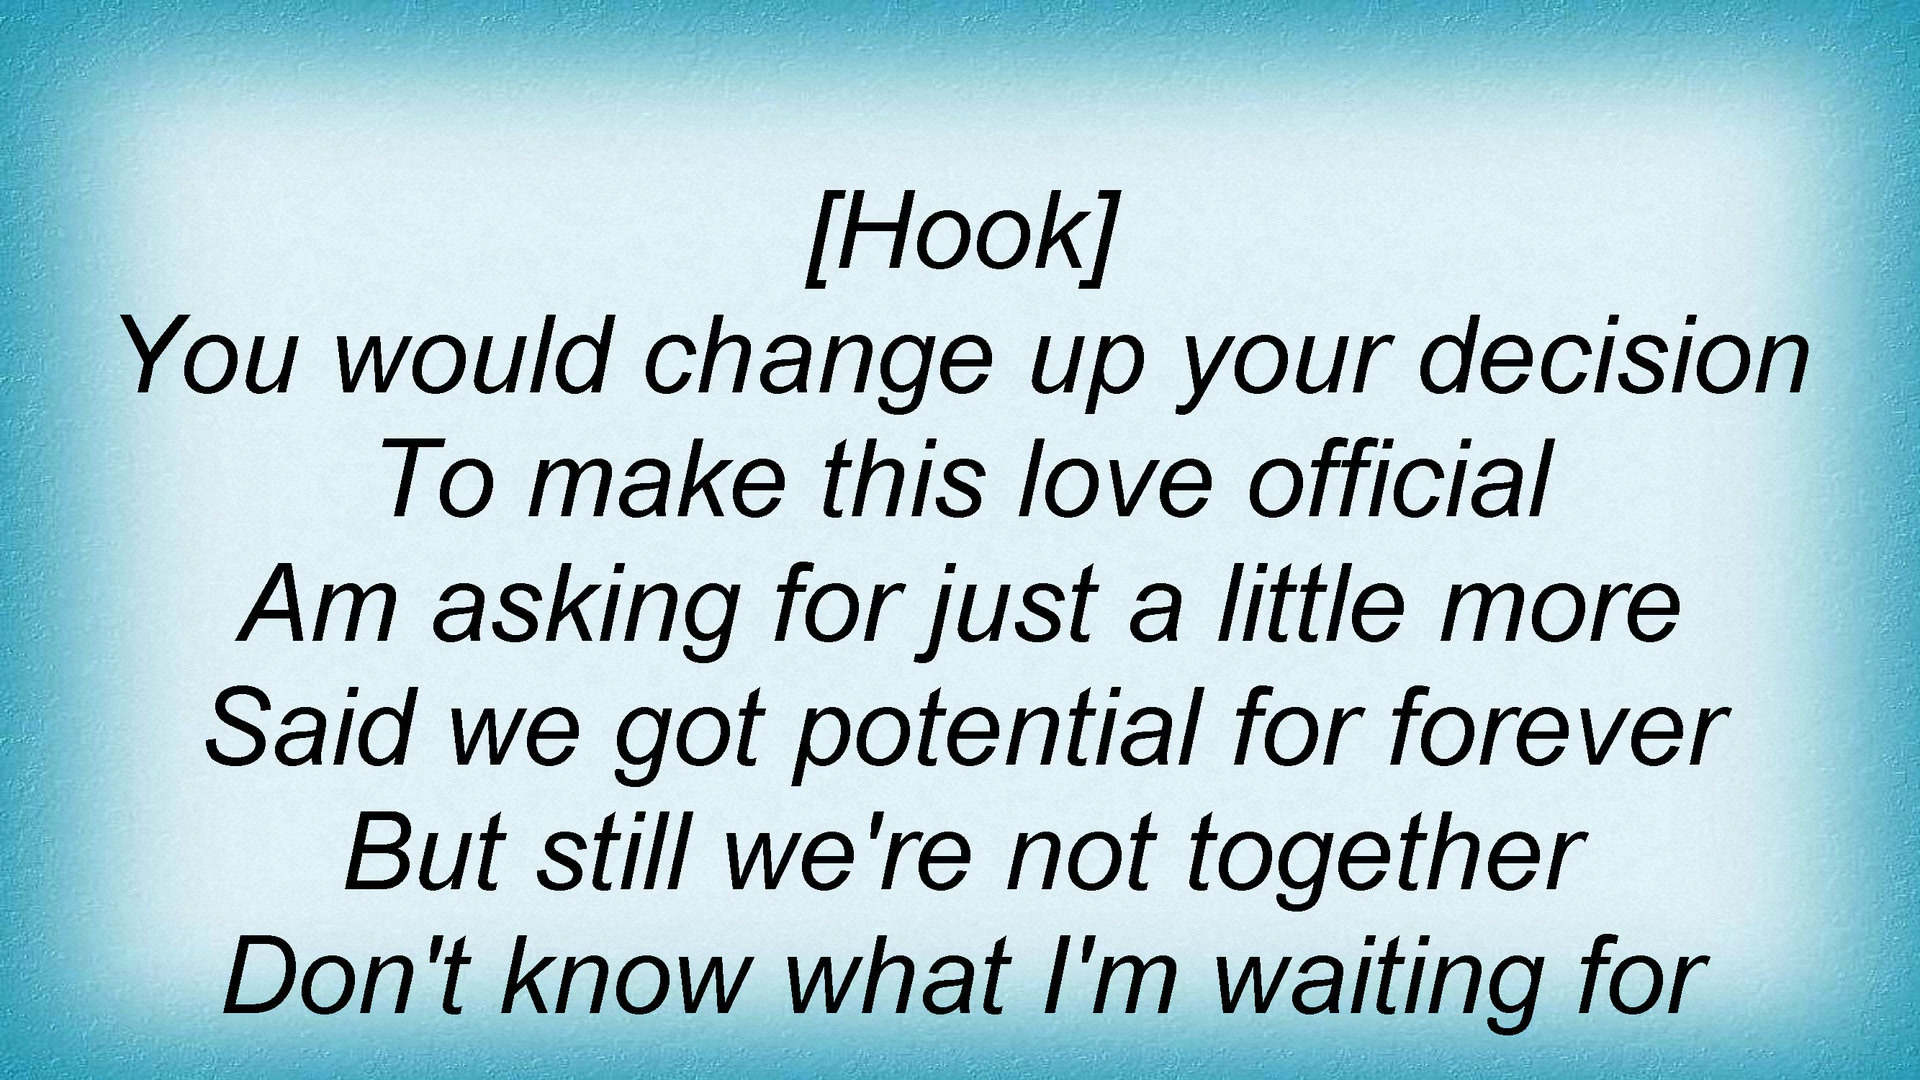 [Hook]
You would change up your decision
To make this love official
Am asking for just a little more
Said we got potential for forever
But still we're not together
Don't know what I'm waiting for